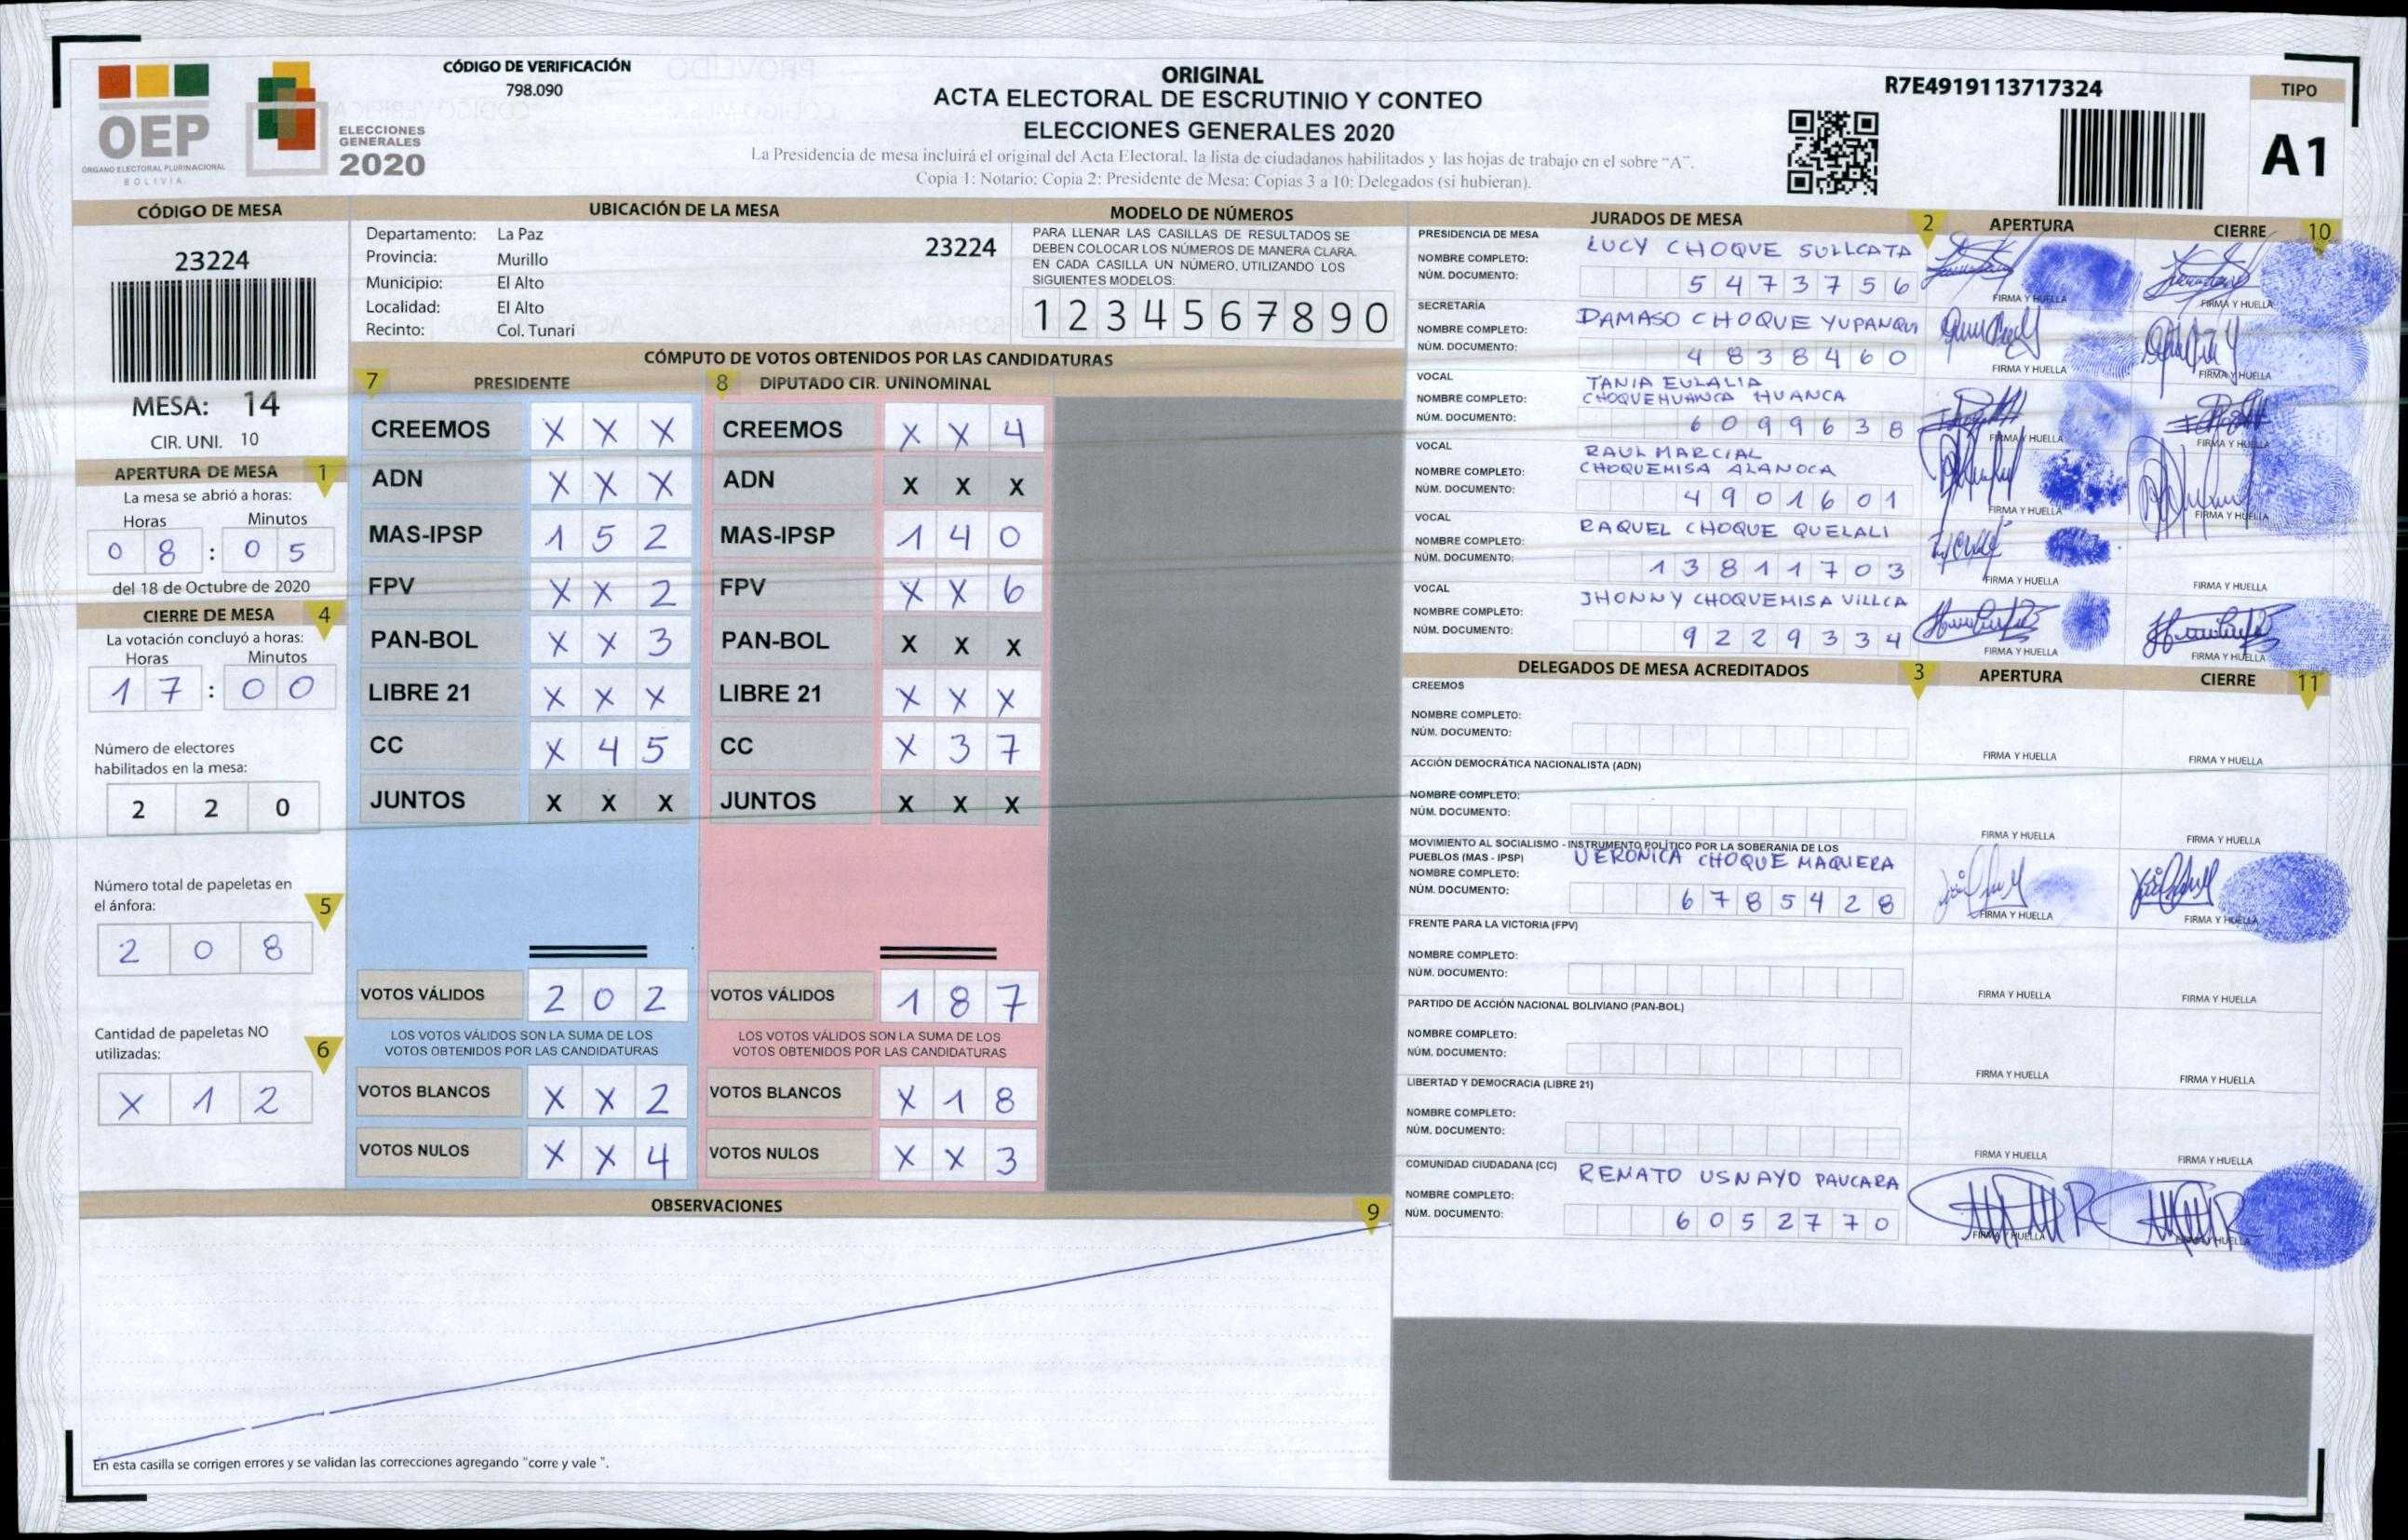 OEP
ÓRGANO ELECTORAL PLURINACIONAL
BOLIVIA
ELECCIONES
GENERALES
2020
CÓDIGO DE VERIFICACIÓN
798.090
ORIGINAL
ACTA ELECTORAL DE ESCRUTINIO Y CONTEO
ELECCIONES GENERALES 2020
La Presidencia de mesa incluirá el original del Acta Electoral, la lista de ciudadanos habilitados y las hojas de trabajo en el sobre "A".
Copia 1: Notario; Copia 2: Presidente de Mesa; Copias 3 a 10: Delegados (si hubieran).
R7E4919113717324
TIPO
A1
CÓDIGO DE MESA
23224
MESA: 14
CIR. UNI. 10
APERTURA DE MESA 1
La mesa se abrió a horas:
Horas Minutos
0 8 : 0 5
del 18 de Octubre de 2020
CIERRE DE MESA 4
La votación concluyó a horas:
Horas Minutos
1 7 : 0 0
Número de electores
habilitados en la mesa:
2 2 0
Número total de papeletas en
el ánfora: 5
2 0 8
Cantidad de papeletas NO
utilizadas: 6
X 1 2
UBICACIÓN DE LA MESA
Departamento: La Paz
Provincia: Murillo
Municipio: El Alto
Localidad: El Alto
Recinto: Col. Tunari
23224
MODELO DE NÚMEROS
PARA LLENAR LAS CASILLAS DE RESULTADOS SE
DEBEN COLOCAR LOS NÚMEROS DE MANERA CLARA.
EN CADA CASILLA UN NÚMERO, UTILIZANDO LOS
SIGUIENTES MODELOS:
1 2 3 4 5 6 7 8 9 0
CÓMPUTO DE VOTOS OBTENIDOS POR LAS CANDIDATURAS
7 PRESIDENTE
CREEMOS X X X
ADN X X X
MAS-IPSP 1 5 2
FPV X X 2
PAN-BOL X X 3
LIBRE 21 X X X
CC X 4 5
JUNTOS X X X
VOTOS VÁLIDOS 2 0 2
LOS VOTOS VÁLIDOS SON LA SUMA DE LOS
VOTOS OBTENIDOS POR LAS CANDIDATURAS
VOTOS BLANCOS X X 2
VOTOS NULOS X X 4
8 DIPUTADO CIR. UNINOMINAL
CREEMOS X X 4
ADN X X X
MAS-IPSP 1 4 0
FPV X X 6
PAN-BOL X X X
LIBRE 21 X X X
CC X 3 7
JUNTOS X X X
VOTOS VÁLIDOS 1 8 7
LOS VOTOS VÁLIDOS SON LA SUMA DE LOS
VOTOS OBTENIDOS POR LAS CANDIDATURAS
VOTOS BLANCOS X 1 8
VOTOS NULOS X X 3
OBSERVACIONES 9
En esta casilla se corrigen errores y se validan las correcciones agregando "corre y vale ".
JURADOS DE MESA 2 APERTURA CIERRE 10
PRESIDENCIA DE MESA
NOMBRE COMPLETO: LUCY CHOQUE SULLCATA
NÚM. DOCUMENTO: 5 4 7 3 7 5 6
FIRMA Y HUELLA FIRMA Y HUELLA
SECRETARÍA
NOMBRE COMPLETO: DAMASO CHOQUE YUPANQUI
NÚM. DOCUMENTO: 4 8 3 8 4 6 0
FIRMA Y HUELLA FIRMA Y HUELLA
VOCAL
NOMBRE COMPLETO: TANIA EULALIA
CHOQUEHUANCA HUANCA
NÚM. DOCUMENTO: 6 0 9 9 6 3 8
FIRMA Y HUELLA FIRMA Y HUELLA
VOCAL
NOMBRE COMPLETO: RAUL MARCIAL
CHOQUEMISA ALANOCA
NÚM. DOCUMENTO: 4 9 0 1 6 0 1
FIRMA Y HUELLA FIRMA Y HUELLA
VOCAL
NOMBRE COMPLETO: RAQUEL CHOQUE QUELALI
NÚM. DOCUMENTO: 1 3 8 1 1 7 0 3
FIRMA Y HUELLA FIRMA Y HUELLA
VOCAL
NOMBRE COMPLETO: JHONNY CHOQUEMISA VILLCA
NÚM. DOCUMENTO: 9 2 2 9 3 3 4
FIRMA Y HUELLA FIRMA Y HUELLA
DELEGADOS DE MESA ACREDITADOS 3 APERTURA CIERRE 11
CREEMOS
NOMBRE COMPLETO:
NÚM. DOCUMENTO:
FIRMA Y HUELLA FIRMA Y HUELLA
ACCIÓN DEMOCRÁTICA NACIONALISTA (ADN)
NOMBRE COMPLETO:
NÚM. DOCUMENTO:
FIRMA Y HUELLA FIRMA Y HUELLA
MOVIMIENTO AL SOCIALISMO - INSTRUMENTO POLÍTICO POR LA SOBERANIA DE LOS
PUEBLOS (MAS - IPSP)
NOMBRE COMPLETO: VERONICA CHOQUE MAQUERA
NÚM. DOCUMENTO: 6 7 8 5 4 2 8
FIRMA Y HUELLA FIRMA Y HUELLA
FRENTE PARA LA VICTORIA (FPV)
NOMBRE COMPLETO:
NÚM. DOCUMENTO:
FIRMA Y HUELLA FIRMA Y HUELLA
PARTIDO DE ACCIÓN NACIONAL BOLIVIANO (PAN-BOL)
NOMBRE COMPLETO:
NÚM. DOCUMENTO:
FIRMA Y HUELLA FIRMA Y HUELLA
LIBERTAD Y DEMOCRACIA (LIBRE 21)
NOMBRE COMPLETO:
NÚM. DOCUMENTO:
FIRMA Y HUELLA FIRMA Y HUELLA
COMUNIDAD CIUDADANA (CC)
NOMBRE COMPLETO: RENATO USNAYO PAUCARA
NÚM. DOCUMENTO: 6 0 5 2 7 7 0
FIRMA Y HUELLA FIRMA Y HUELLA